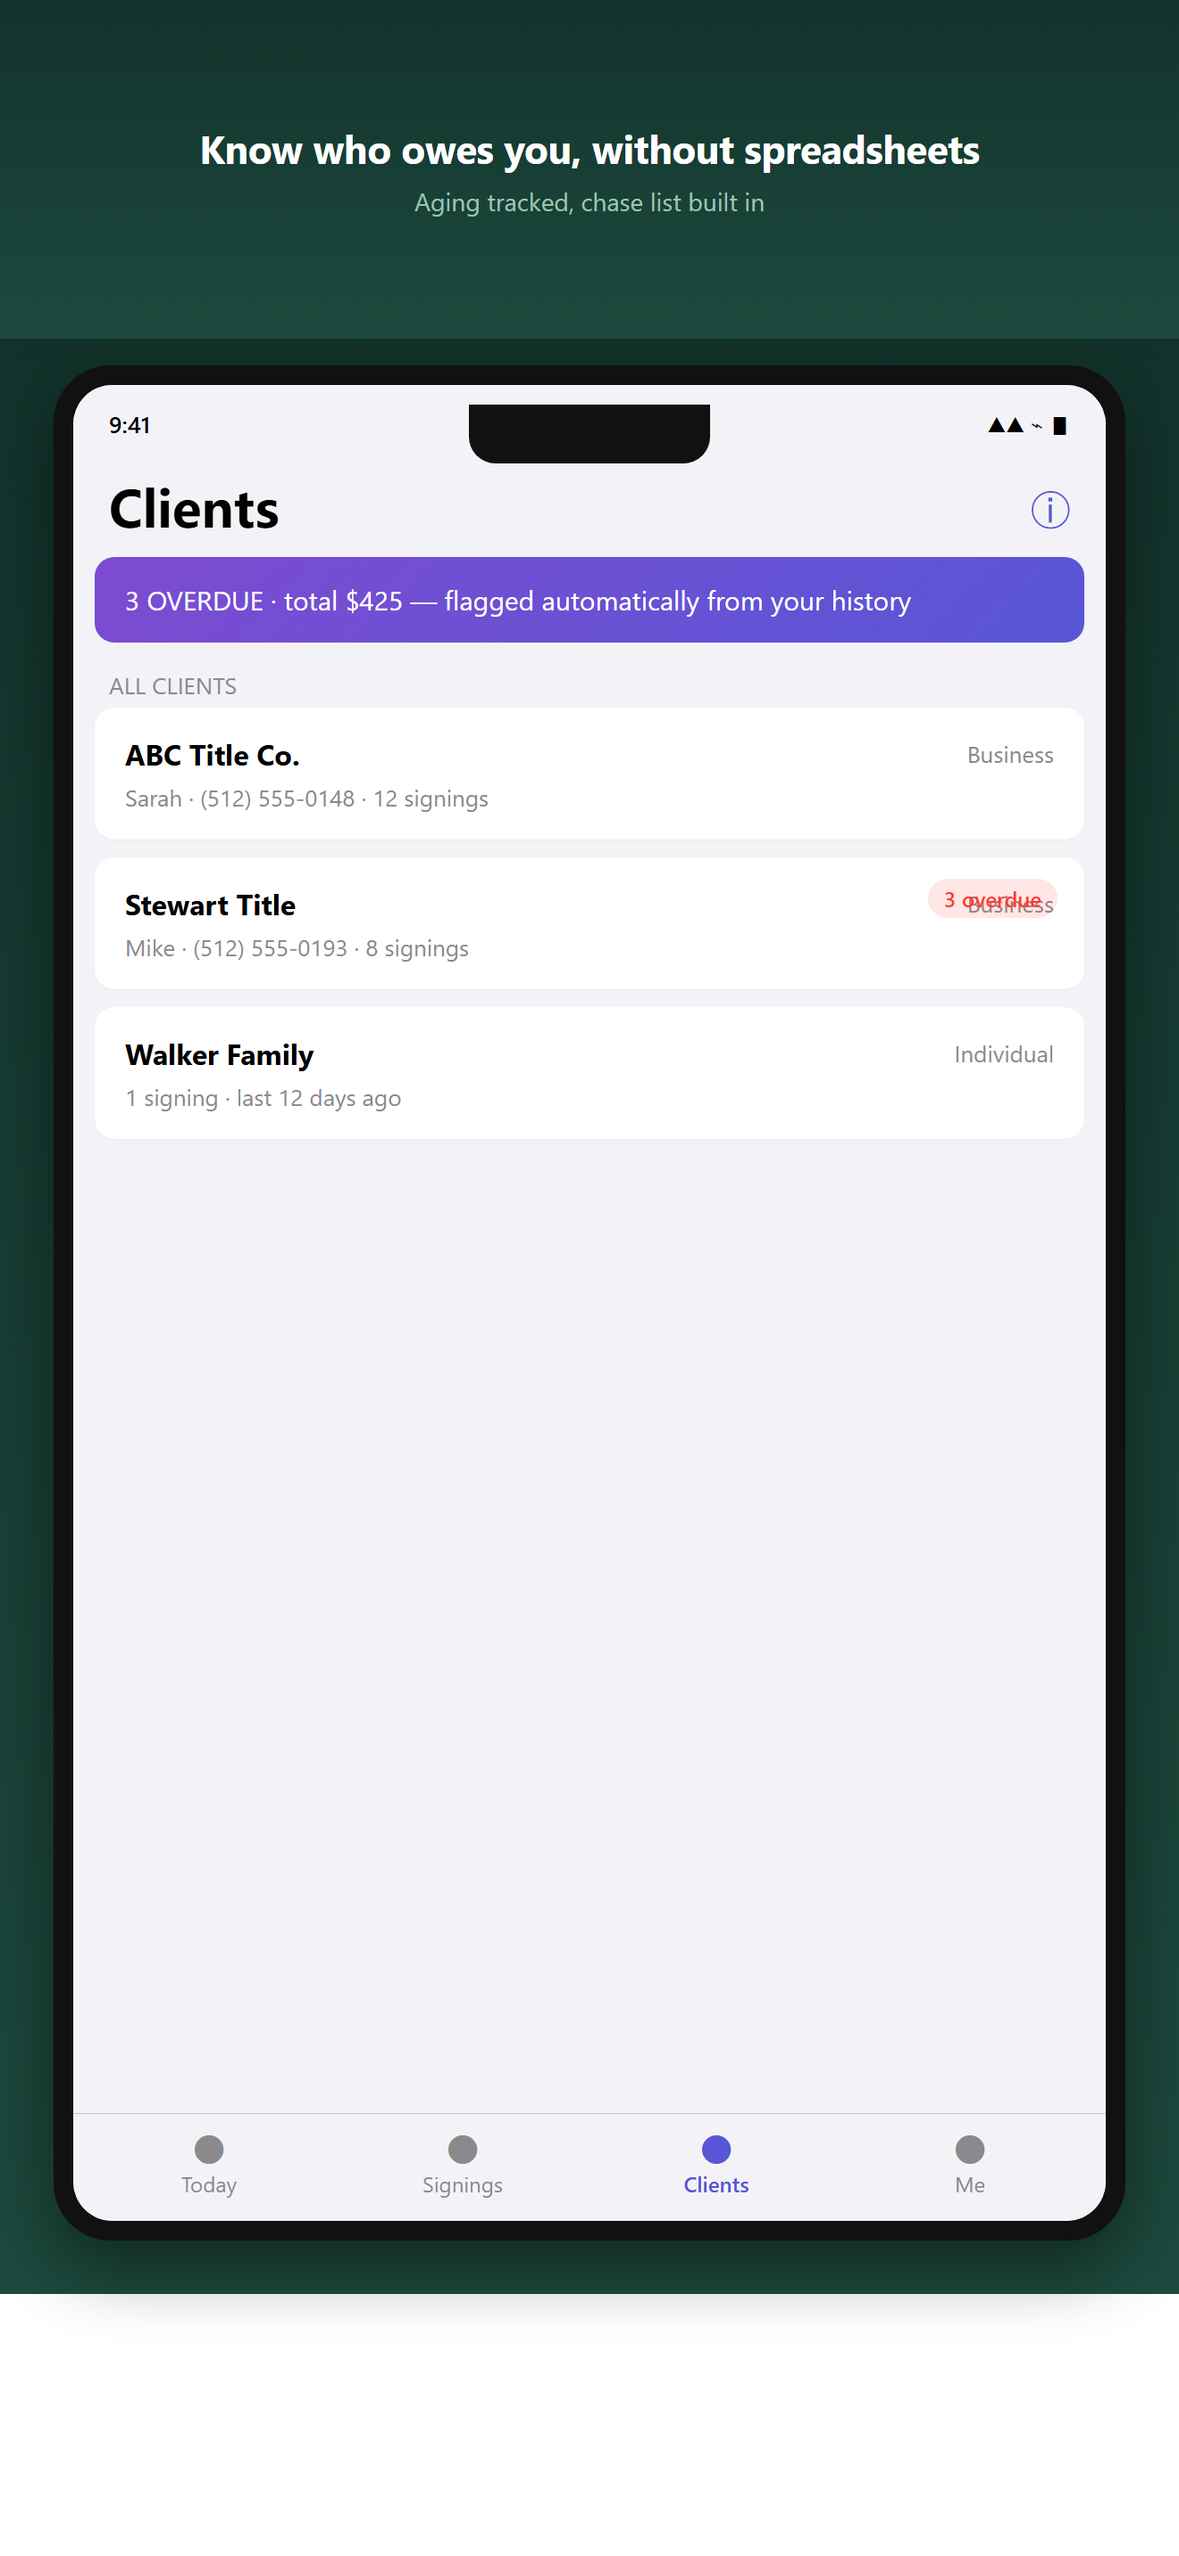 Know who owes you, without spreadsheets
Aging tracked, chase list built in
9:41
Clients
3 OVERDUE · total $425 — flagged automatically from your history
ALL CLIENTS
ABC Title Co.
Business
Sarah · (512) 555-0148 · 12 signings
Stewart Title
3 overdue
Business
Mike · (512) 555-0193 · 8 signings
Walker Family
Individual
1 signing · last 12 days ago
Today
Signings
Clients
Me